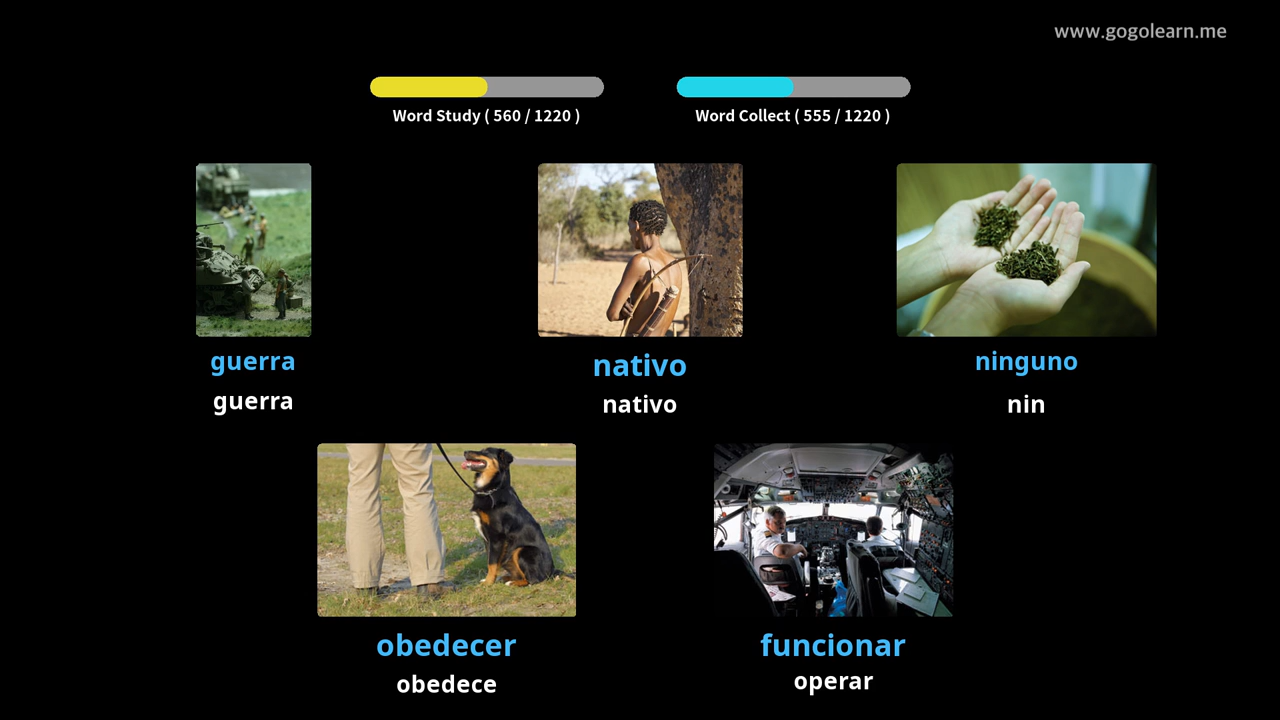 www.gogolearn.me
Word Study ( 560 / 1220 )
Word Collect ( 555 / 1220 )
guerra
guerra
nativo
nativo
ninguno
nin
obedecer
obedece
funcionar
operar